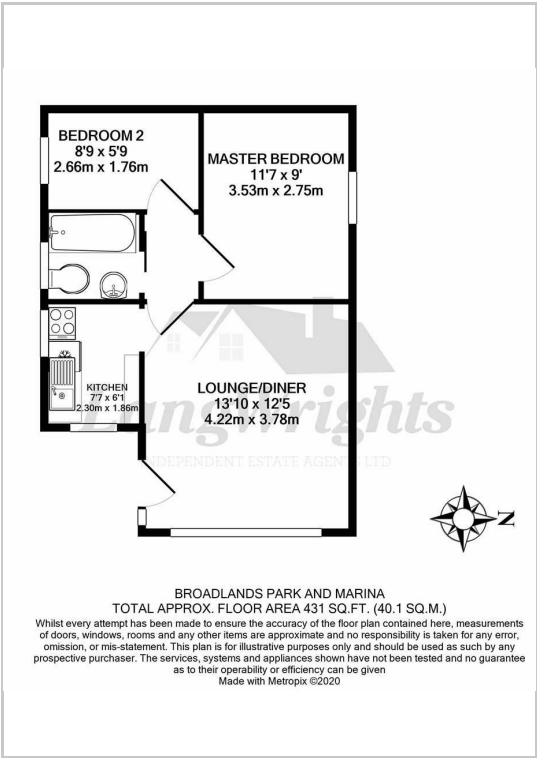 BEDROOM 2
8'9 x 5'9
2.66m x 1.76m
MASTER BEDROOM
11'7 x 9'
3.53m x 2.75m
KITCHEN
7'7 x 6'1
2.30m x 1.86m
LOUNGE/DINER
13'10 x 12'5
4.22m x 3.78m
LangWrights
INDEPENDENT ESTATE AGENTS LTD
N
BROADLANDS PARK AND MARINA
TOTAL APPROX. FLOOR AREA 431 SQ.FT. (40.1 SQ.M.)
Whilst every attempt has been made to ensure the accuracy of the floor plan contained here, measurements
of doors, windows, rooms and any other items are approximate and no responsibility is taken for any error,
omission, or mis-statement. This plan is for illustrative purposes only and should be used as such by any
prospective purchaser. The services, systems and appliances shown have not been tested and no guarantee
as to their operability or efficiency can be given
Made with Metropix ©2020